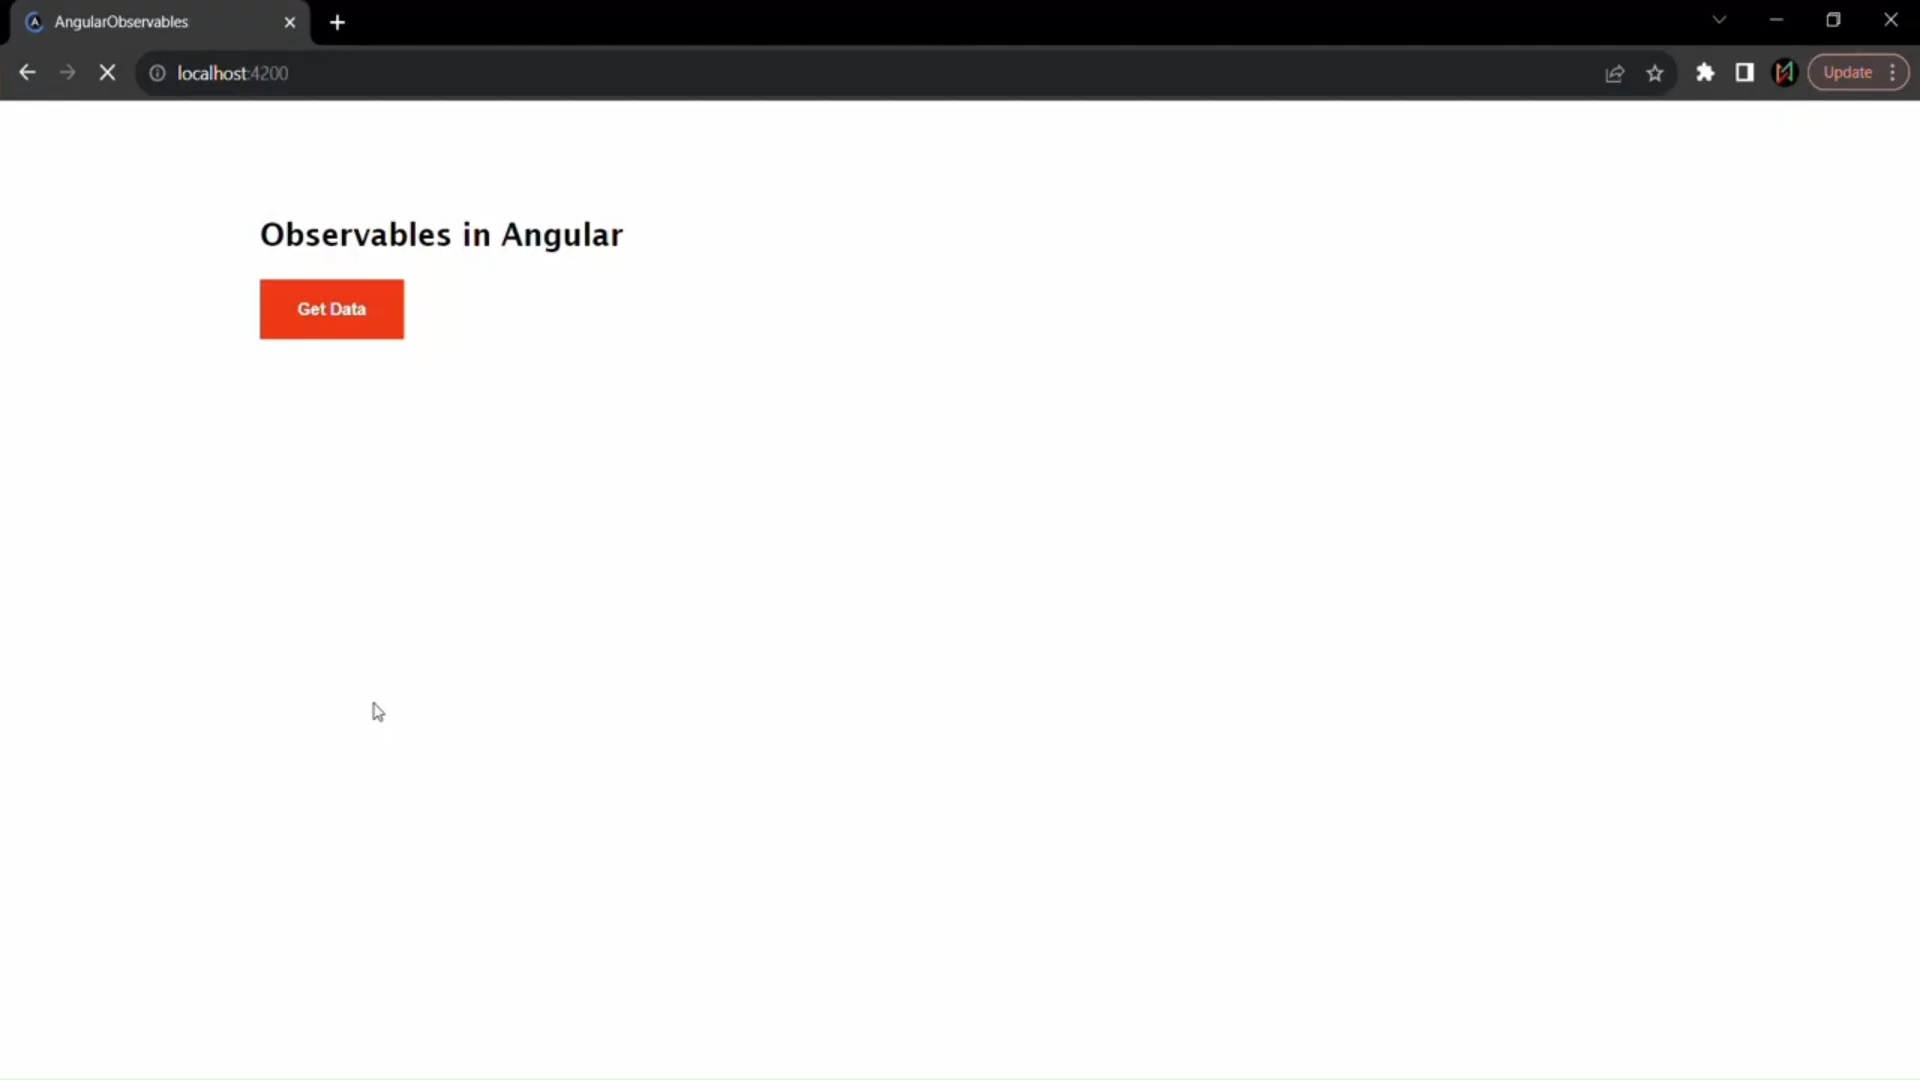 AngularObservables
localhost:4200
Update
Observables in Angular
Get Data